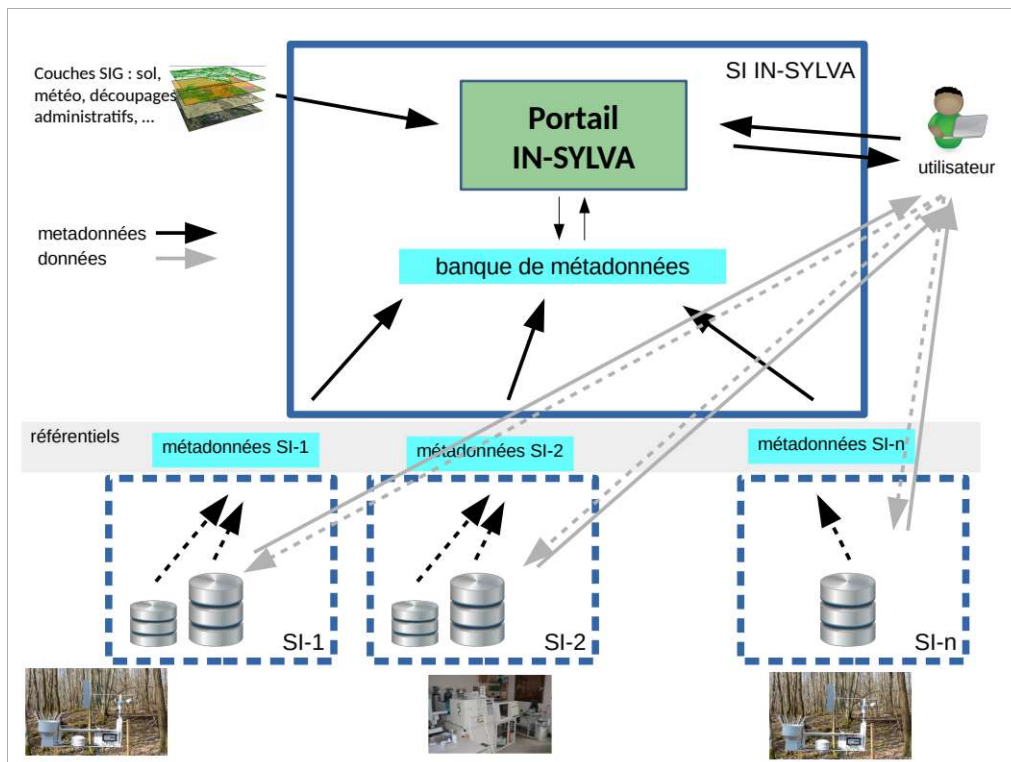 Couches SIG : sol,
météo, découpages
administratifs, ...
SI IN-SYLVA
Portail
IN-SYLVA
utilisateur
metadonnées
données
banque de métadonnées
référentiels
métadonnées SI-1
métadonnées SI-2
métadonnées SI-n
SI-1
SI-2
SI-n